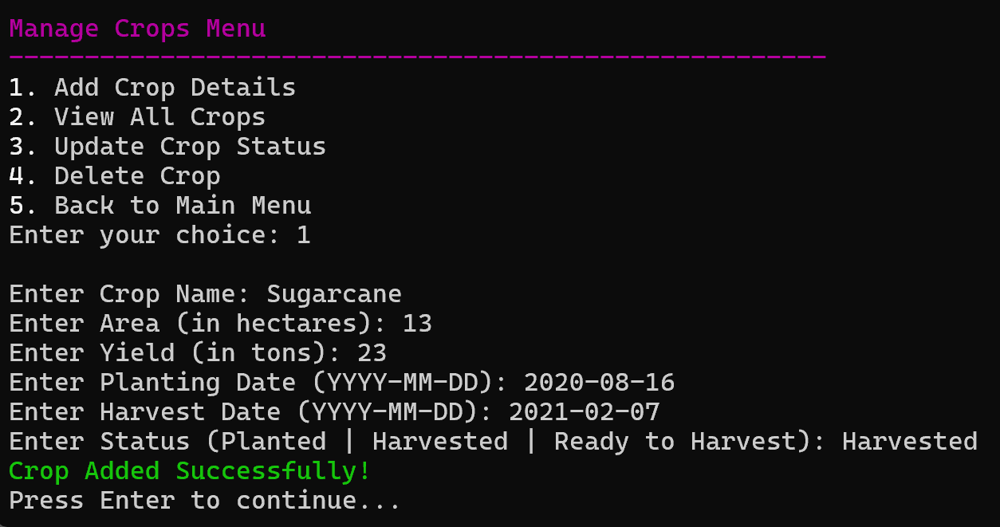 Manage Crops Menu
------------------------------------------------------
1. Add Crop Details
2. View All Crops
3. Update Crop Status
4. Delete Crop
5. Back to Main Menu
Enter your choice: 1
Enter Crop Name: Sugarcane
Enter Area (in hectares): 13
Enter Yield (in tons): 23
Enter Planting Date (YYYY-MM-DD): 2020-08-16
Enter Harvest Date (YYYY-MM-DD): 2021-02-07
Enter Status (Planted | Harvested | Ready to Harvest): Harvested
Crop Added Successfully!
Press Enter to continue...